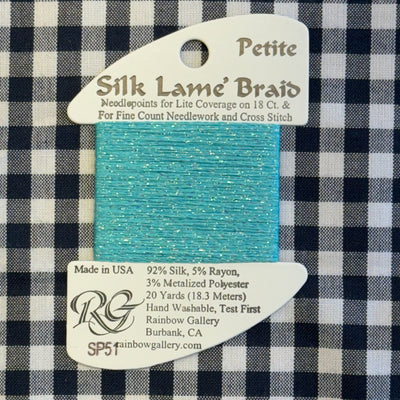 Petite
Silk Lamé Braid
Needlepoints for Lite Coverage on 18 Ct. &
For Fine Count Needlework and Cross Stitch
Made in USA
92% Silk, 5% Rayon,
3% Metalized Polyester
20 Yards (18.3 Meters)
Hand Washable, Test First
Rainbow Gallery
Burbank, CA
rainbowgallery.com
RG
SP51